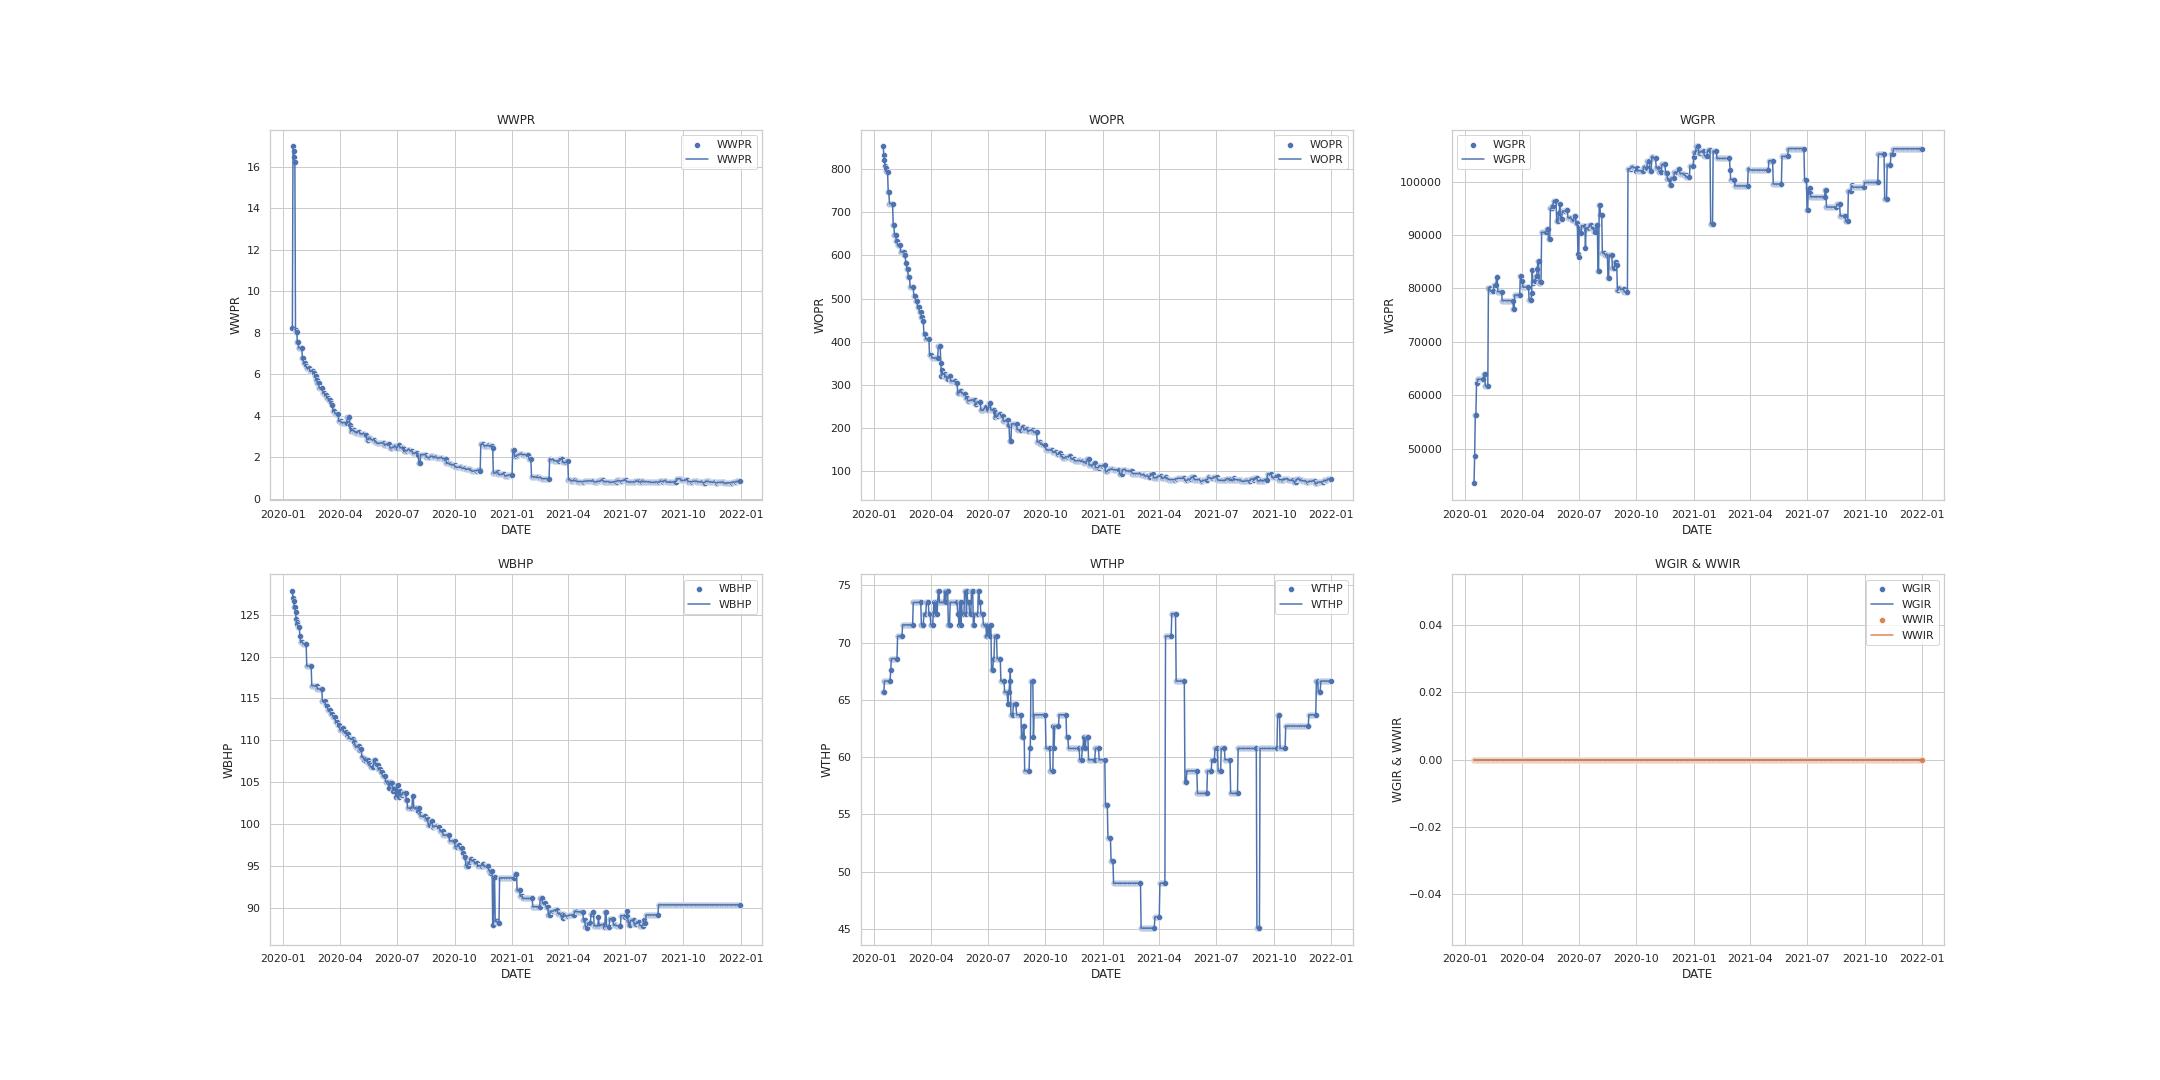 WWPR
WWPR
WWPR
WWPR
16
14
12
10
8
6
4
2
0
2020-01 2020-04 2020-07 2020-10 2021-01 2021-04 2021-07 2021-10 2022-01
DATE
WOPR
WOPR
WOPR
WOPR
800
700
600
500
400
300
200
100
2020-01 2020-04 2020-07 2020-10 2021-01 2021-04 2021-07 2021-10 2022-01
DATE
WGPR
WGPR
WGPR
WGPR
100000
90000
80000
70000
60000
50000
2020-01 2020-04 2020-07 2020-10 2021-01 2021-04 2021-07 2021-10 2022-01
DATE
WBHP
WBHP
WBHP
WBHP
125
120
115
110
105
100
95
90
2020-01 2020-04 2020-07 2020-10 2021-01 2021-04 2021-07 2021-10 2022-01
DATE
WTHP
WTHP
WTHP
WTHP
75
70
65
60
55
50
45
2020-01 2020-04 2020-07 2020-10 2021-01 2021-04 2021-07 2021-10 2022-01
DATE
WGIR & WWIR
WGIR
WGIR
WWIR
WWIR
WGIR & WWIR
0.04
0.02
0.00
−0.02
−0.04
2020-01 2020-04 2020-07 2020-10 2021-01 2021-04 2021-07 2021-10 2022-01
DATE